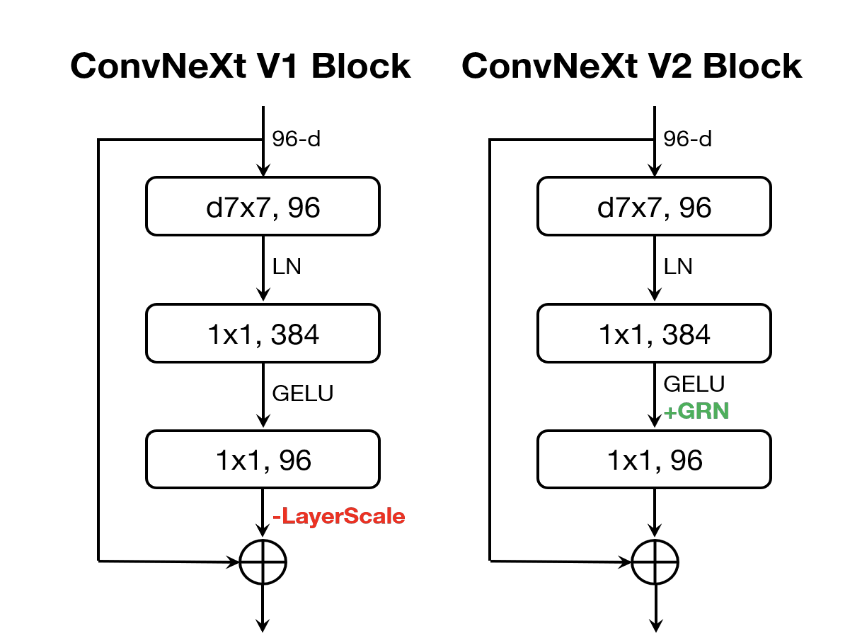 ConvNeXt V1 Block
96-d
d7x7, 96
LN
1x1, 384
GELU
1x1, 96
-LayerScale
ConvNeXt V2 Block
96-d
d7x7, 96
LN
1x1, 384
GELU
+GRN
1x1, 96